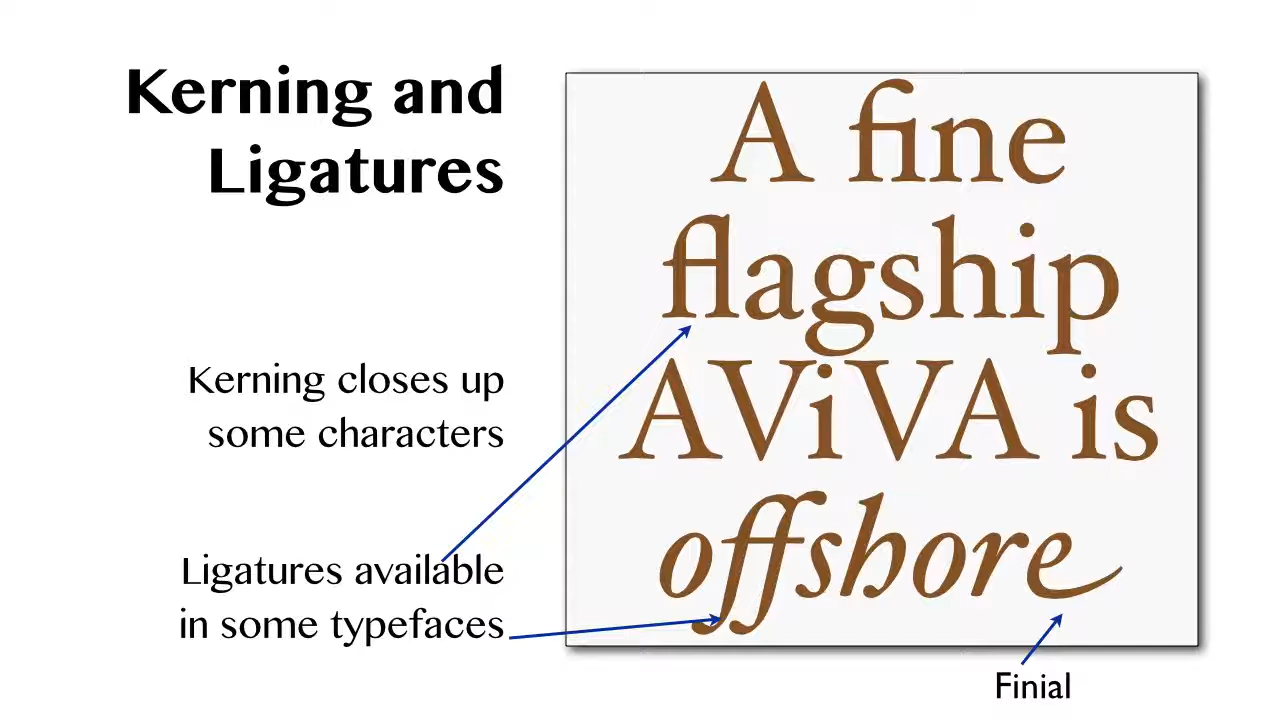 Kerning and
Ligatures
Kerning closes up
some characters
Ligatures available
in some typefaces
A fine
flagship
AViVA is
offshore
Finial